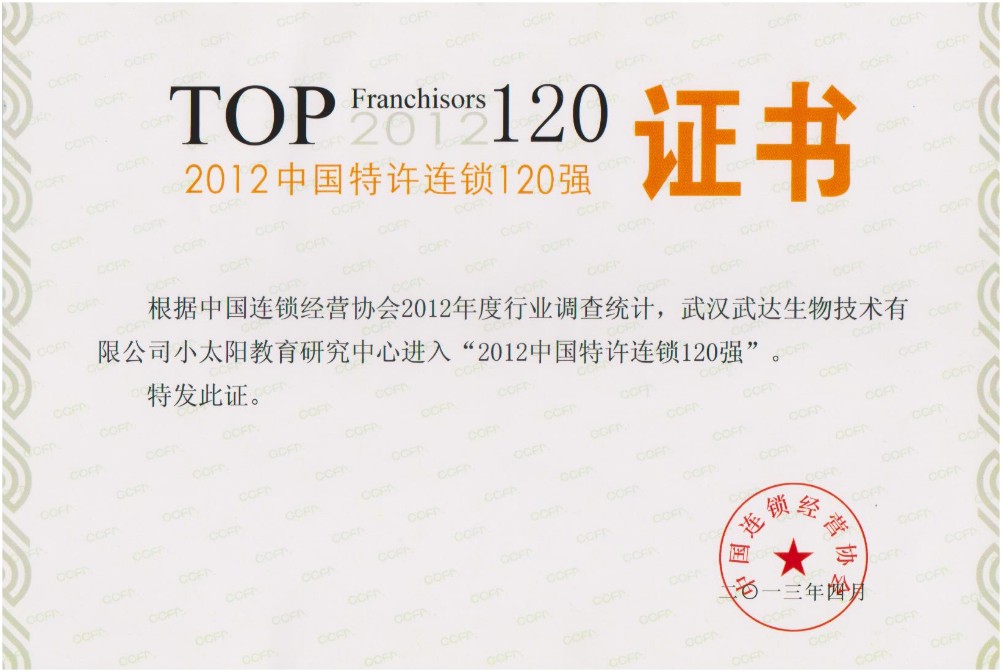 TOP Franchisors 120 证书
2012
2012中国特许连锁120强
根据中国连锁经营协会2012年度行业调查统计，武汉武达生物技术有
限公司小太阳教育研究中心进入“2012中国特许连锁120强”。
特发此证。
中国连锁经营协会
二〇一三年四月
CCFA